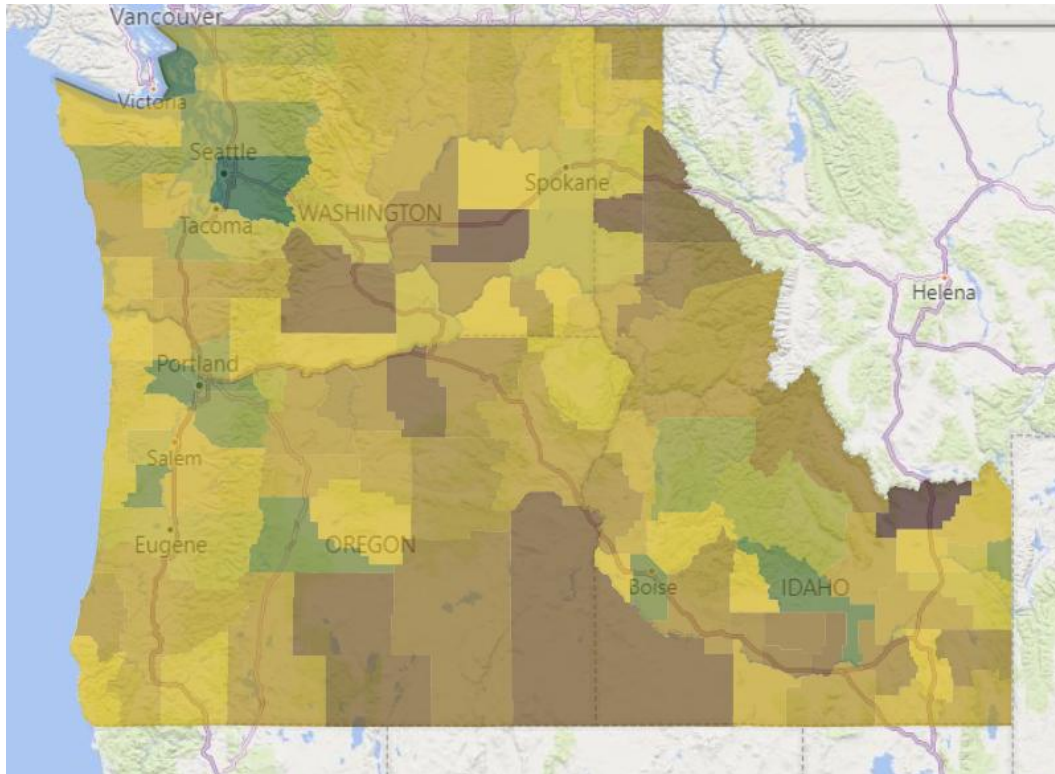 Vancouver
Victoria
Seattle
Spokane
Tacoma
WASHINGTON
Helena
Portland
Salem
Eugene
OREGON
Boise
IDAHO